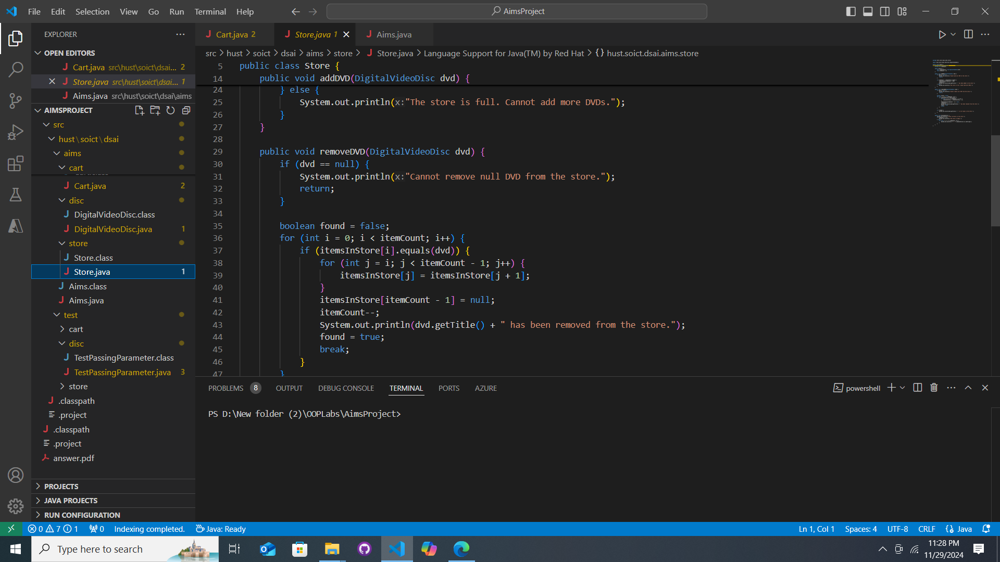 File Edit Selection View Go Run Terminal Help
AimsProject
EXPLORER
OPEN EDITORS
Cart.java src\hust\soict\dsai... 2
Store.java src\hust\soict\dsai... 1
Aims.java src\hust\soict\dsai\aims
AIMSPROJECT
src
hust\soict\dsai
aims
cart
Cart.java 2
disc
DigitalVideoDisc.class
DigitalVideoDisc.java 1
store
Store.class
Store.java 1
Aims.class
Aims.java
test
cart
disc
TestPassingParameter.class
TestPassingParameter.java 3
store
.classpath
.project
.classpath
.project
answer.pdf
PROJECTS
JAVA PROJECTS
RUN CONFIGURATION
Cart.java 2 Store.java 1 Aims.java
src > hust > soict > dsai > aims > store > Store.java > Language Support for Java(TM) by Red Hat > {} hust.soict.dsai.aims.store
5 public class Store {
14 public void addDVD(DigitalVideoDisc dvd) {
24 } else {
25 System.out.println(x:"The store is full. Cannot add more DVDs.");
26 }
27 }
28
29 public void removeDVD(DigitalVideoDisc dvd) {
30 if (dvd == null) {
31 System.out.println(x:"Cannot remove null DVD from the store.");
32 return;
33 }
34
35 boolean found = false;
36 for (int i = 0; i < itemCount; i++) {
37 if (itemsInStore[i].equals(dvd)) {
38 for (int j = i; j < itemCount - 1; j++) {
39 itemsInStore[j] = itemsInStore[j + 1];
40 }
41 itemsInStore[itemCount - 1] = null;
42 itemCount--;
43 System.out.println(dvd.getTitle() + " has been removed from the store.");
44 found = true;
45 break;
46 }
47 }
PROBLEMS 8 OUTPUT DEBUG CONSOLE TERMINAL PORTS AZURE
powershell
PS D:\New folder (2)\OOPLabs\AimsProject>
0 7 1 0 Indexing completed. Java: Ready
Ln 1, Col 1 Spaces: 4 UTF-8 CRLF Java
Type here to search
11:28 PM
11/29/2024